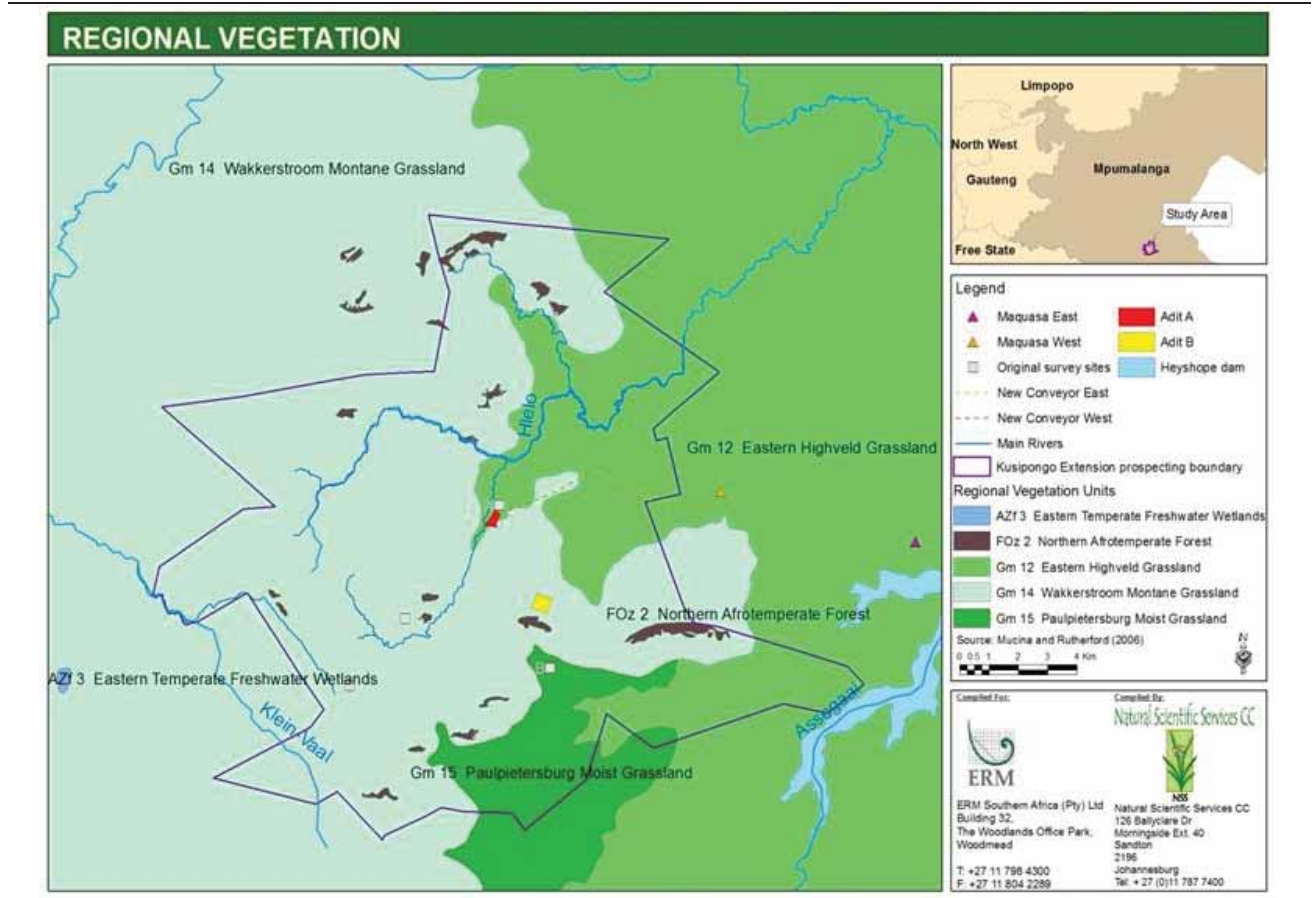 REGIONAL VEGETATION
Gm 14 Wakkerstroom Montane Grassland
Hlelo
Gm 12 Eastern Highveld Grassland
FOz 2 Northern Afrotemperate Forest
AZf 3 Eastern Temperate Freshwater Wetlands
Klein Vaal
Assegaai
Gm 15 Paulpietersburg Moist Grassland
Limpopo
North West
Mpumalanga
Gauteng
Study Area
Free State
Legend
Maquasa East
Adit A
Maquasa West
Adit B
Original survey sites
Heyshope dam
New Conveyor East
New Conveyor West
Main Rivers
Kusipongo Extension prospecting boundary
Regional Vegetation Units
AZf 3 Eastern Temperate Freshwater Wetlands
FOz 2 Northern Afrotemperate Forest
Gm 12 Eastern Highveld Grassland
Gm 14 Wakkerstroom Montane Grassland
Gm 15 Paulpietersburg Moist Grassland
Source: Mucina and Rutherford (2006)
0 0.5 1 2 3 4 Km
N
Compiled For:
ERM
ERM Southern Africa (Pty) Ltd
Building 32,
The Woodlands Office Park,
Woodmead
T: +27 11 798 4300
F: +27 11 804 2289
Compiled By:
Natural Scientific Services CC
NSS
Natural Scientific Services CC
126 Ballyclare Dr
Morningside Ext. 40
Sandton
2196
Johannesburg
Tel: + 27 (0)11 787 7400